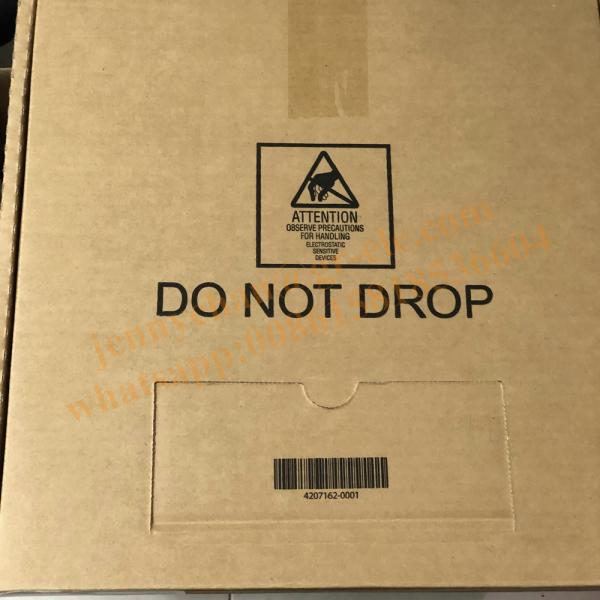 ATTENTION
OBSERVE PRECAUTIONS
FOR HANDLING
ELECTROSTATIC
SENSITIVE
DEVICES
DO NOT DROP
4207162-0001